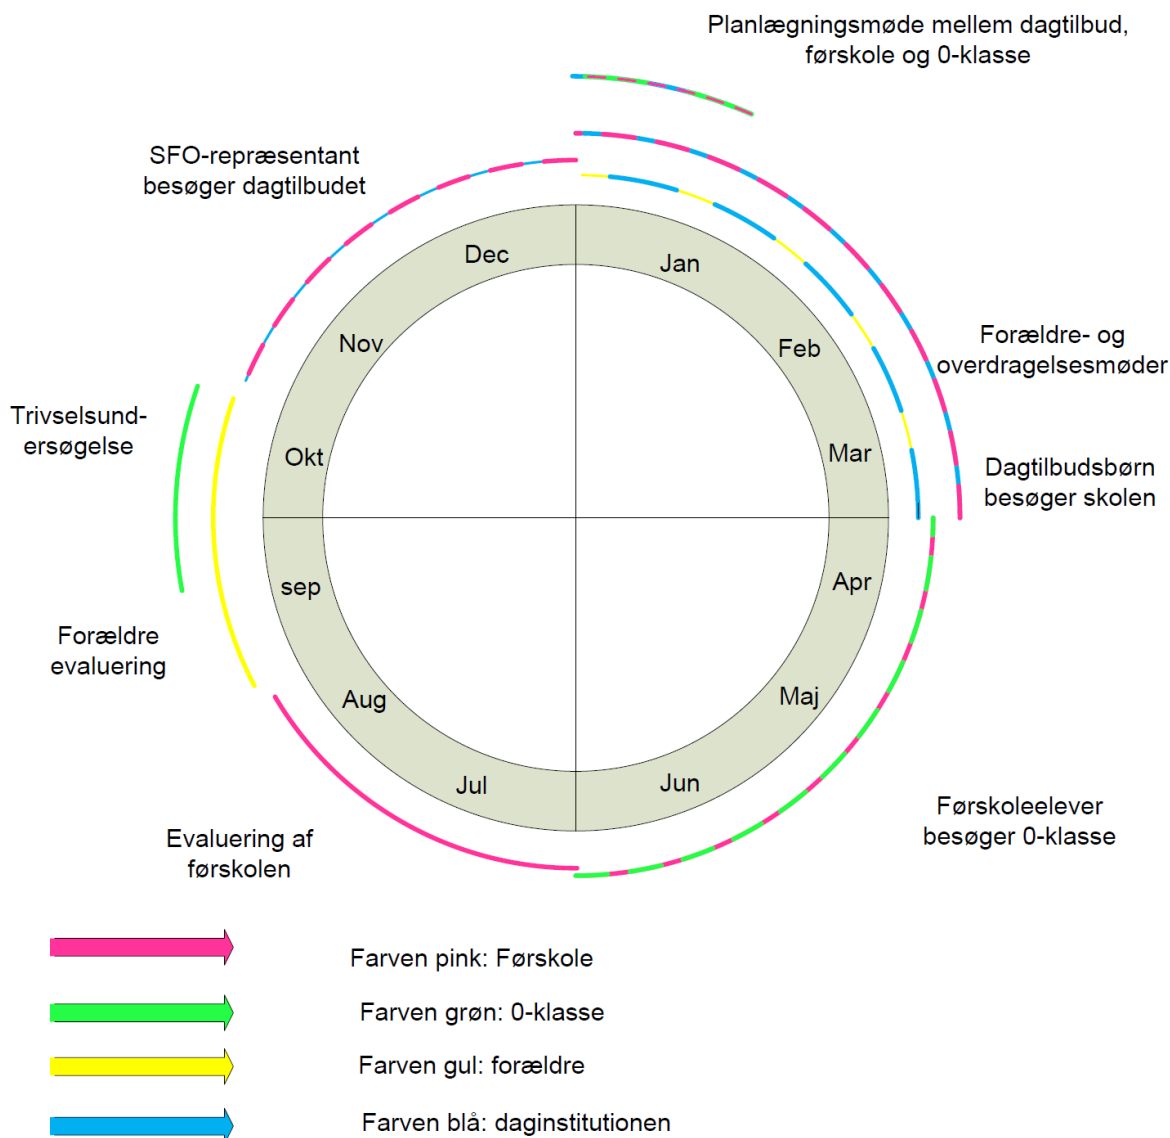 Planlægningsmøde mellem dagtilbud,
førskole og 0-klasse
SFO-repræsentant
besøger dagtilbudet
Dec
Jan
Nov
Feb
Forældre- og
overdragelsesmøder
Trivselsund-
ersøgelse
Okt
Mar
Dagtilbudsbørn
besøger skolen
sep
Apr
Forældre
evaluering
Aug
Maj
Jul
Jun
Førskoleelever
besøger 0-klasse
Evaluering af
førskolen
Farven pink: Førskole
Farven grøn: 0-klasse
Farven gul: forældre
Farven blå: daginstitutionen